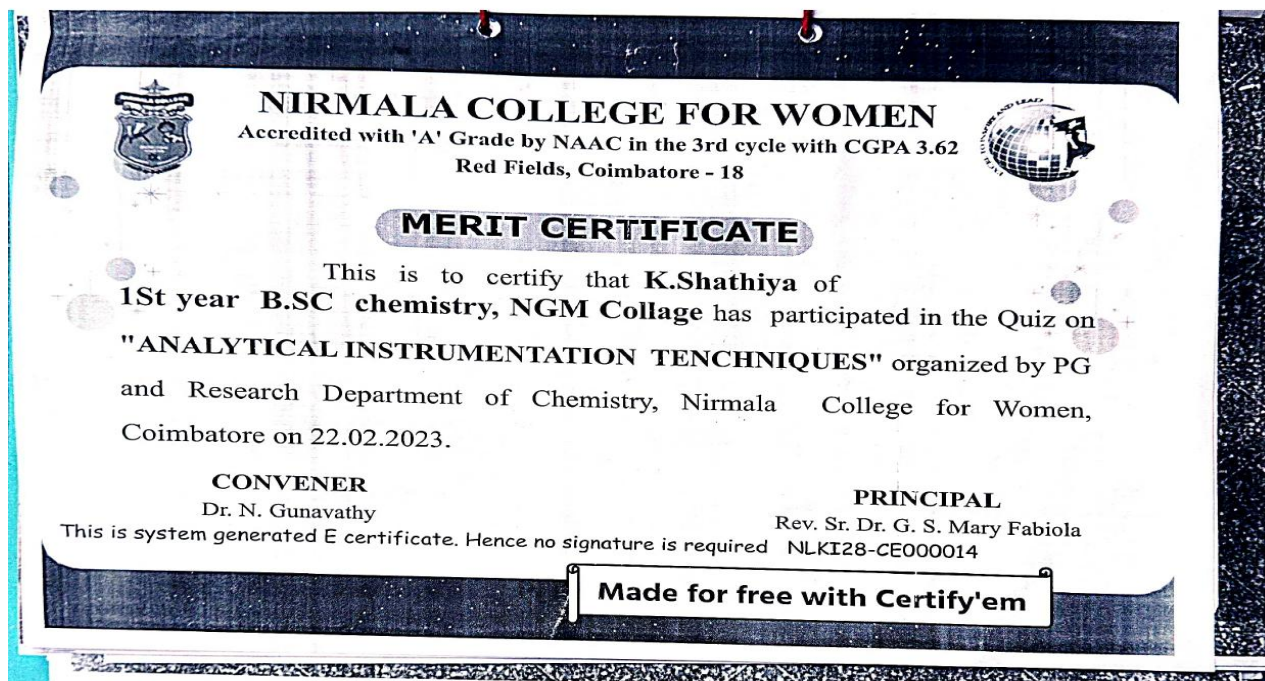 NIRMALA COLLEGE FOR WOMEN
Accredited with 'A' Grade by NAAC in the 3rd cycle with CGPA 3.62
Red Fields, Coimbatore - 18
MERIT CERTIFICATE
This is to certify that K.Shathiya of
1St year B.SC chemistry, NGM Collage has participated in the Quiz on
"ANALYTICAL INSTRUMENTATION TENCHNIQUES" organized by PG
and Research Department of Chemistry, Nirmala College for Women,
Coimbatore on 22.02.2023.
CONVENER
Dr. N. Gunavathy
PRINCIPAL
Rev. Sr. Dr. G. S. Mary Fabiola
This is system generated E certificate. Hence no signature is required NLKI28-CE000014
Made for free with Certify'em